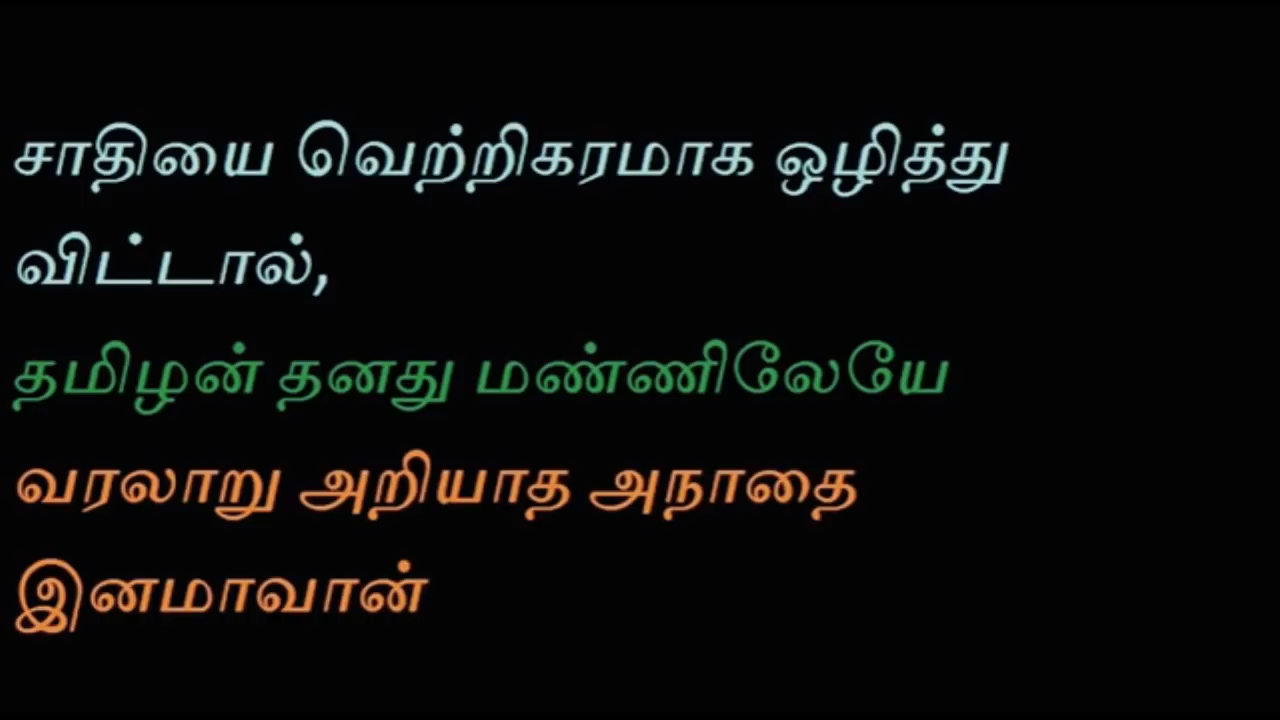 சாதியை வெற்றிகரமாக ஒழித்து
விட்டால்,
தமிழன் தனது மண்ணிலேயே
வரலாறு அறியாத அநாதை
இனமாவான்